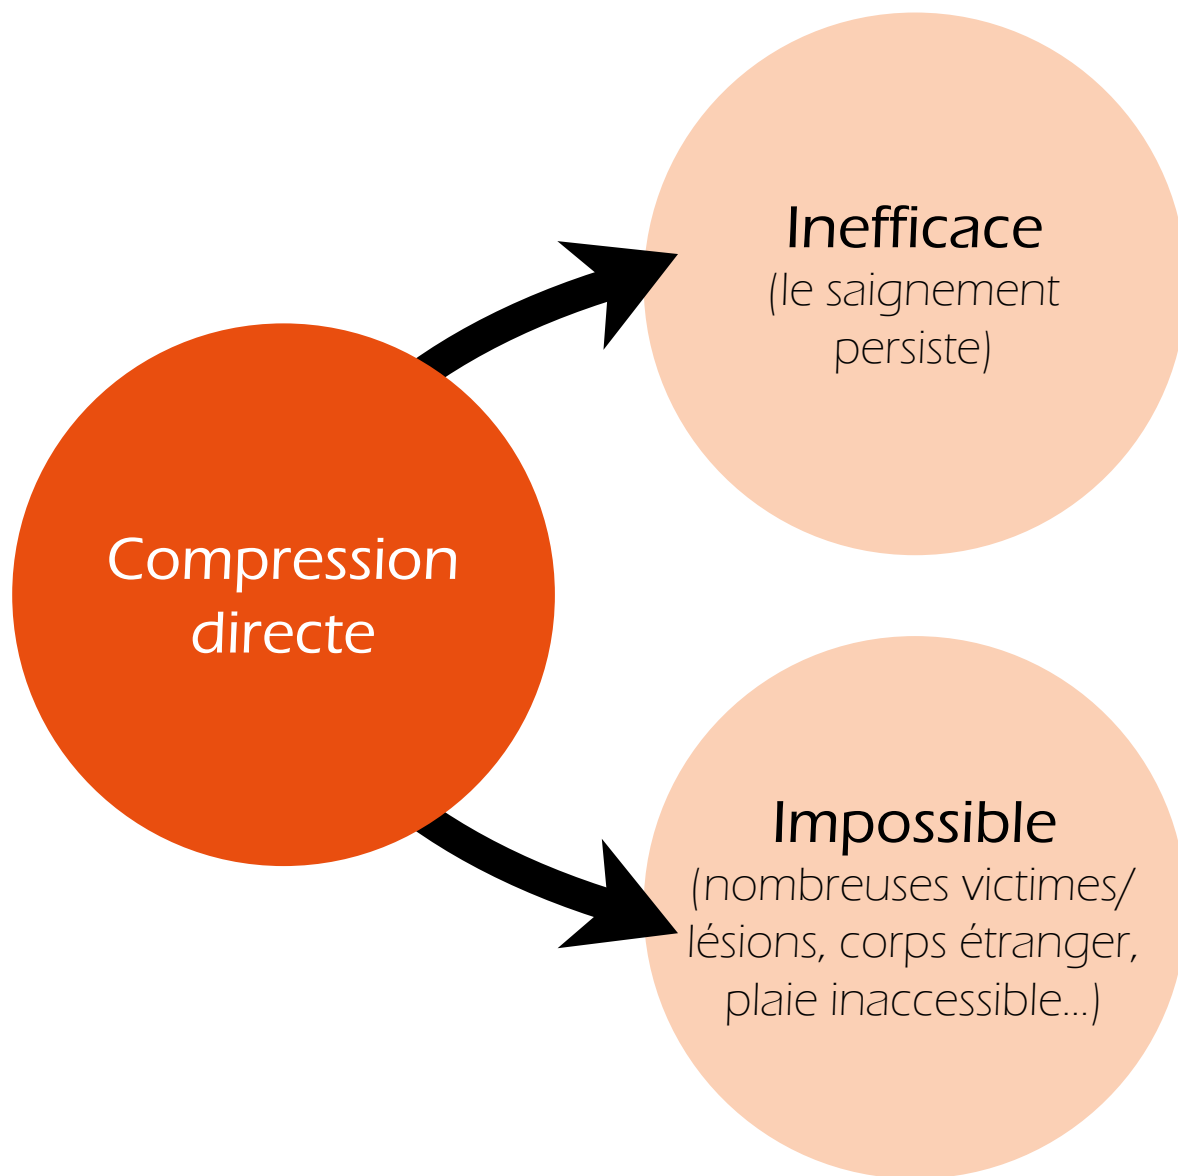 Compression
directe
Inefficace
(le saignement
persiste)
Impossible
(nombreuses victimes/
lésions, corps étranger,
plaie inaccessible...)